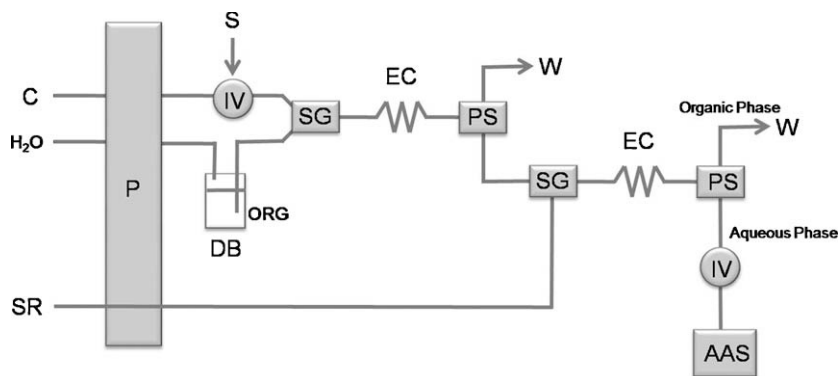 S
C
IV
EC
W
SG
PS
H₂O
Organic Phase
W
EC
P
SG
PS
ORG
DB
Aqueous Phase
IV
SR
AAS